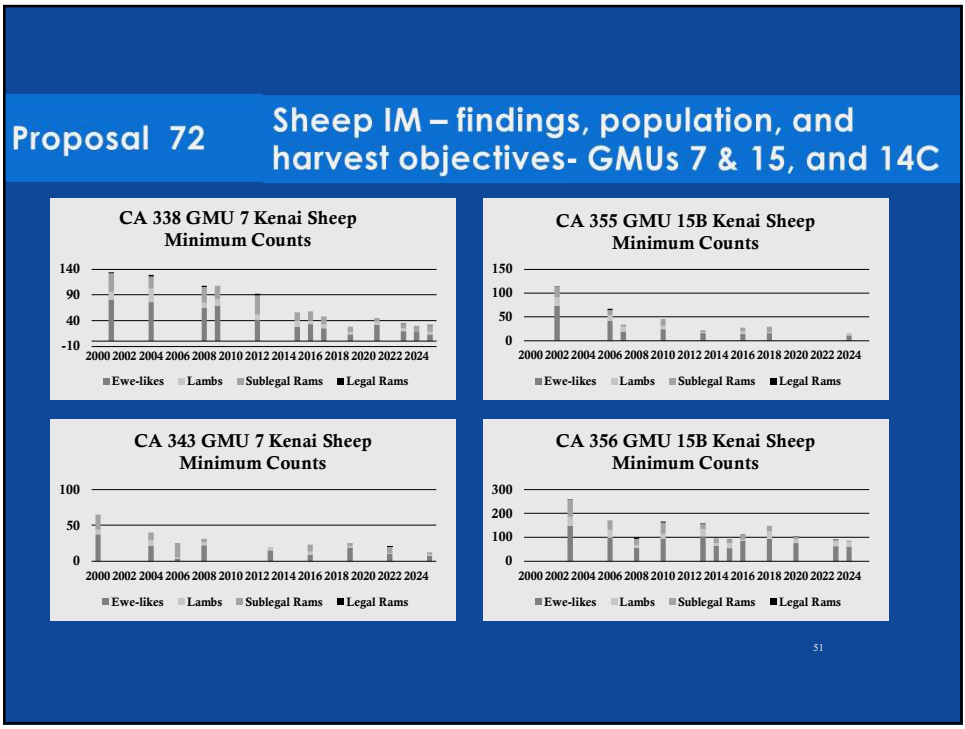 Proposal 72
Sheep IM – findings, population, and
harvest objectives- GMUs 7 & 15, and 14C
CA 338 GMU 7 Kenai Sheep
Minimum Counts
140
90
40
-10
2000 2002 2004 2006 2008 2010 2012 2014 2016 2018 2020 2022 2024
Ewe-likes Lambs Sublegal Rams Legal Rams
CA 355 GMU 15B Kenai Sheep
Minimum Counts
150
100
50
0
2000 2002 2004 2006 2008 2010 2012 2014 2016 2018 2020 2022 2024
Ewe-likes Lambs Sublegal Rams Legal Rams
CA 343 GMU 7 Kenai Sheep
Minimum Counts
100
50
0
2000 2002 2004 2006 2008 2010 2012 2014 2016 2018 2020 2022 2024
Ewe-likes Lambs Sublegal Rams Legal Rams
CA 356 GMU 15B Kenai Sheep
Minimum Counts
300
200
100
0
2000 2002 2004 2006 2008 2010 2012 2014 2016 2018 2020 2022 2024
Ewe-likes Lambs Sublegal Rams Legal Rams
51